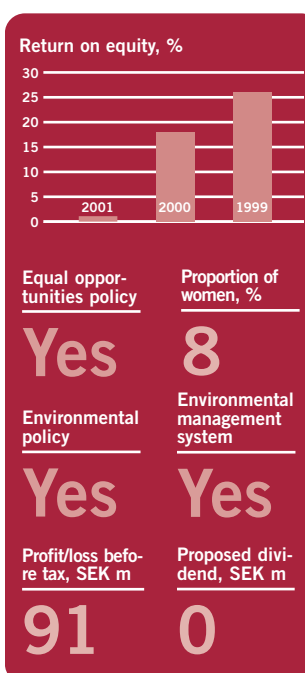 Return on equity, %
30
25
20
15
10
5
0
2001
2000
1999
Equal oppor-
tunities policy
Yes
Proportion of
women, %
8
Environmental
policy
Yes
Environmental
management
system
Yes
Profit/loss befo-
re tax, SEK m
91
Proposed divi-
dend, SEK m
0